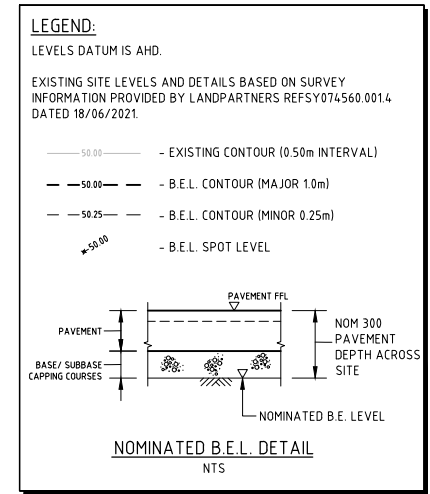 LEGEND:
LEVELS DATUM IS AHD.
EXISTING SITE LEVELS AND DETAILS BASED ON SURVEY
INFORMATION PROVIDED BY LANDPARTNERS REFSY074560.001.4
DATED 18/06/2021.
50.00 - EXISTING CONTOUR (0.50m INTERVAL)
50.00 - B.E.L. CONTOUR (MAJOR 1.0m)
50.25 - B.E.L. CONTOUR (MINOR 0.25m)
50.00 - B.E.L. SPOT LEVEL
PAVEMENT FFL
PAVEMENT
BASE/ SUBBASE
CAPPING COURSES
NOM 300
PAVEMENT
DEPTH ACROSS
SITE
NOMINATED B.E. LEVEL
NOMINATED B.E.L. DETAIL
NTS